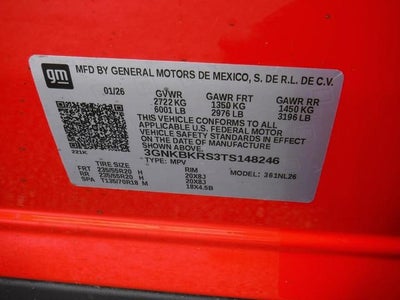 gm
MFD BY GENERAL MOTORS DE MEXICO, S. DE R.L. DE C.V.
01/26 GVWR GAWR FRT GAWR RR
2722 KG 1350 KG 1450 KG
6001 LB 2976 LB 3196 LB
THIS VEHICLE CONFORMS TO ALL
APPLICABLE U.S. FEDERAL MOTOR
VEHICLE SAFETY STANDARDS IN EFFECT
ON THE DATE OF MANUFACTURE
SHOWN ABOVE.
3GNKBKRS3TS148246
221K TYPE: MPV MODEL: 361NL26
TIRE SIZE RIM
FRT 235/55R20 H 20X8J
RR 235/55R20 H 20X8J
SPA T135/70R18 M 18X4.5B